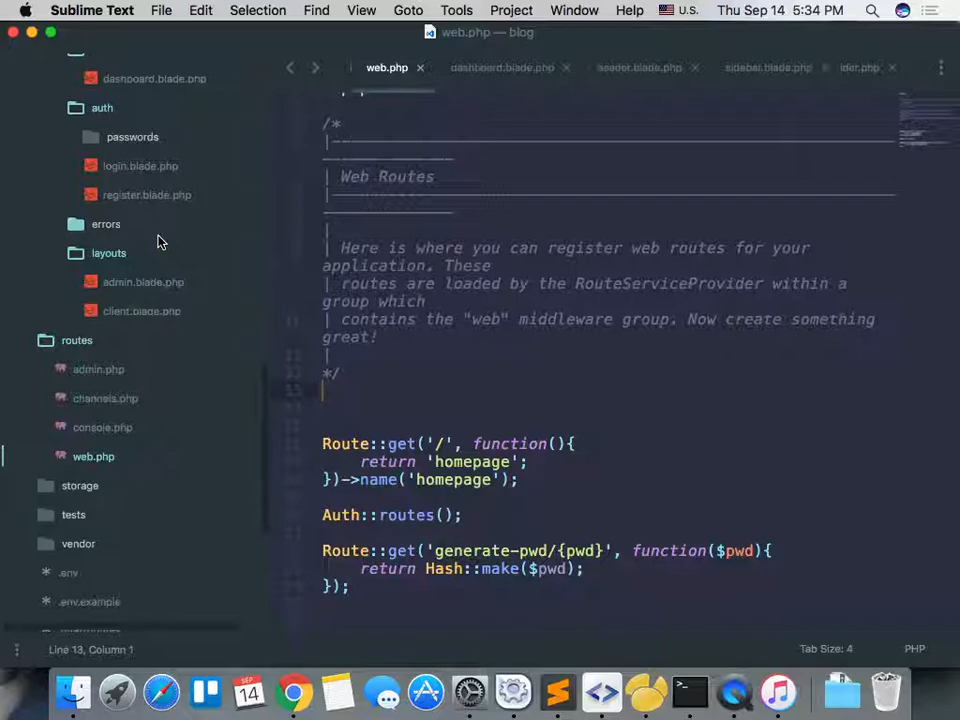 Sublime Text File Edit Selection Find View Goto Tools Project Window Help U.S. Thu Sep 14 5:34 PM
web.php — blog
dashboard.blade.php
auth
passwords
login.blade.php
register.blade.php
errors
layouts
admin.blade.php
client.blade.php
routes
admin.php
channels.php
console.php
web.php
storage
tests
vendor
.env
.env.example
web.php × dashboard.blade.php × × sidebar.blade.php ×
/*
|
| Web Routes
|
|
| Here is where you can register web routes for your
application. These
| routes are loaded by the RouteServiceProvider within a
group which
| contains the "web" middleware group. Now create something
great!
|
*/
13
Route::get('/', function(){
return 'homepage';
})->name('homepage');
Auth::routes();
Route::get('generate-pwd/{pwd}', function($pwd){
return Hash::make($pwd);
});
Line 13, Column 1
Tab Size: 4 PHP
SEP
14